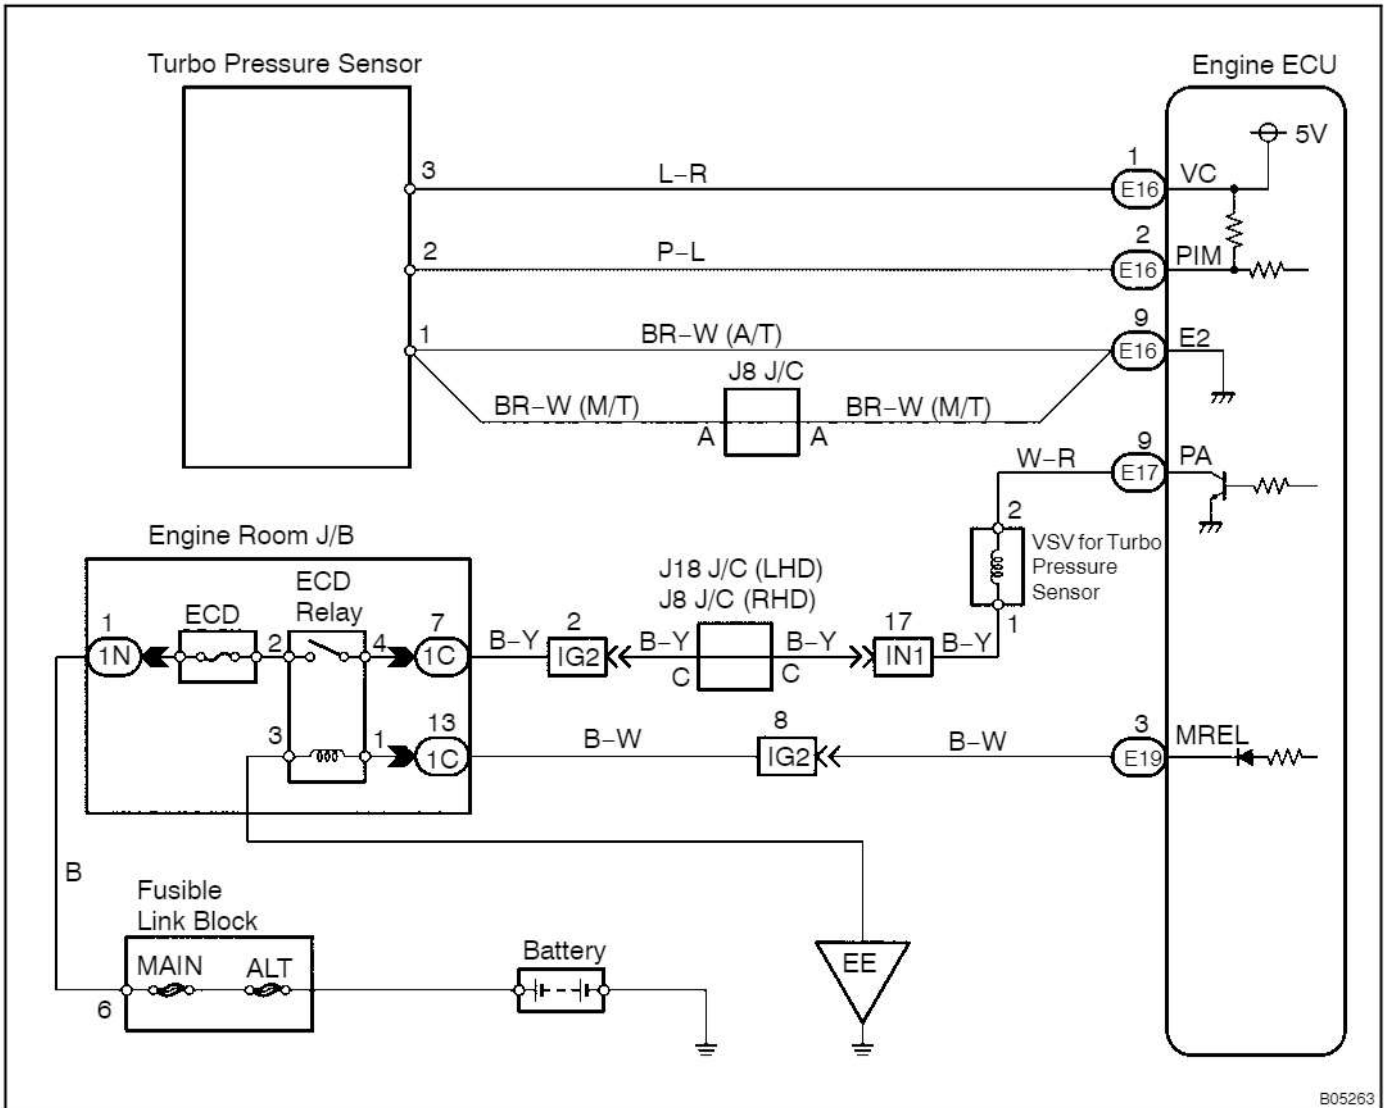 Turbo Pressure Sensor
Engine ECU
5V
3
L−R
1
E16
VC
2
P−L
2
E16
PIM
1
BR−W (A/T)
9
E16
E2
J8 J/C
BR−W (M/T)
A
A
BR−W (M/T)
W−R
9
E17
PA
2
VSV for Turbo
Pressure
Sensor
1
Engine Room J/B
ECD
Relay
ECD
J18 J/C (LHD)
J8 J/C (RHD)
1
1N
2
4
7
1C
B−Y
2
IG2
B−Y
C
C
B−Y
17
IN1
B−Y
3
1
13
1C
B−W
8
IG2
B−W
3
E19
MREL
B
Fusible
Link Block
MAIN
ALT
6
Battery
EE
B05263